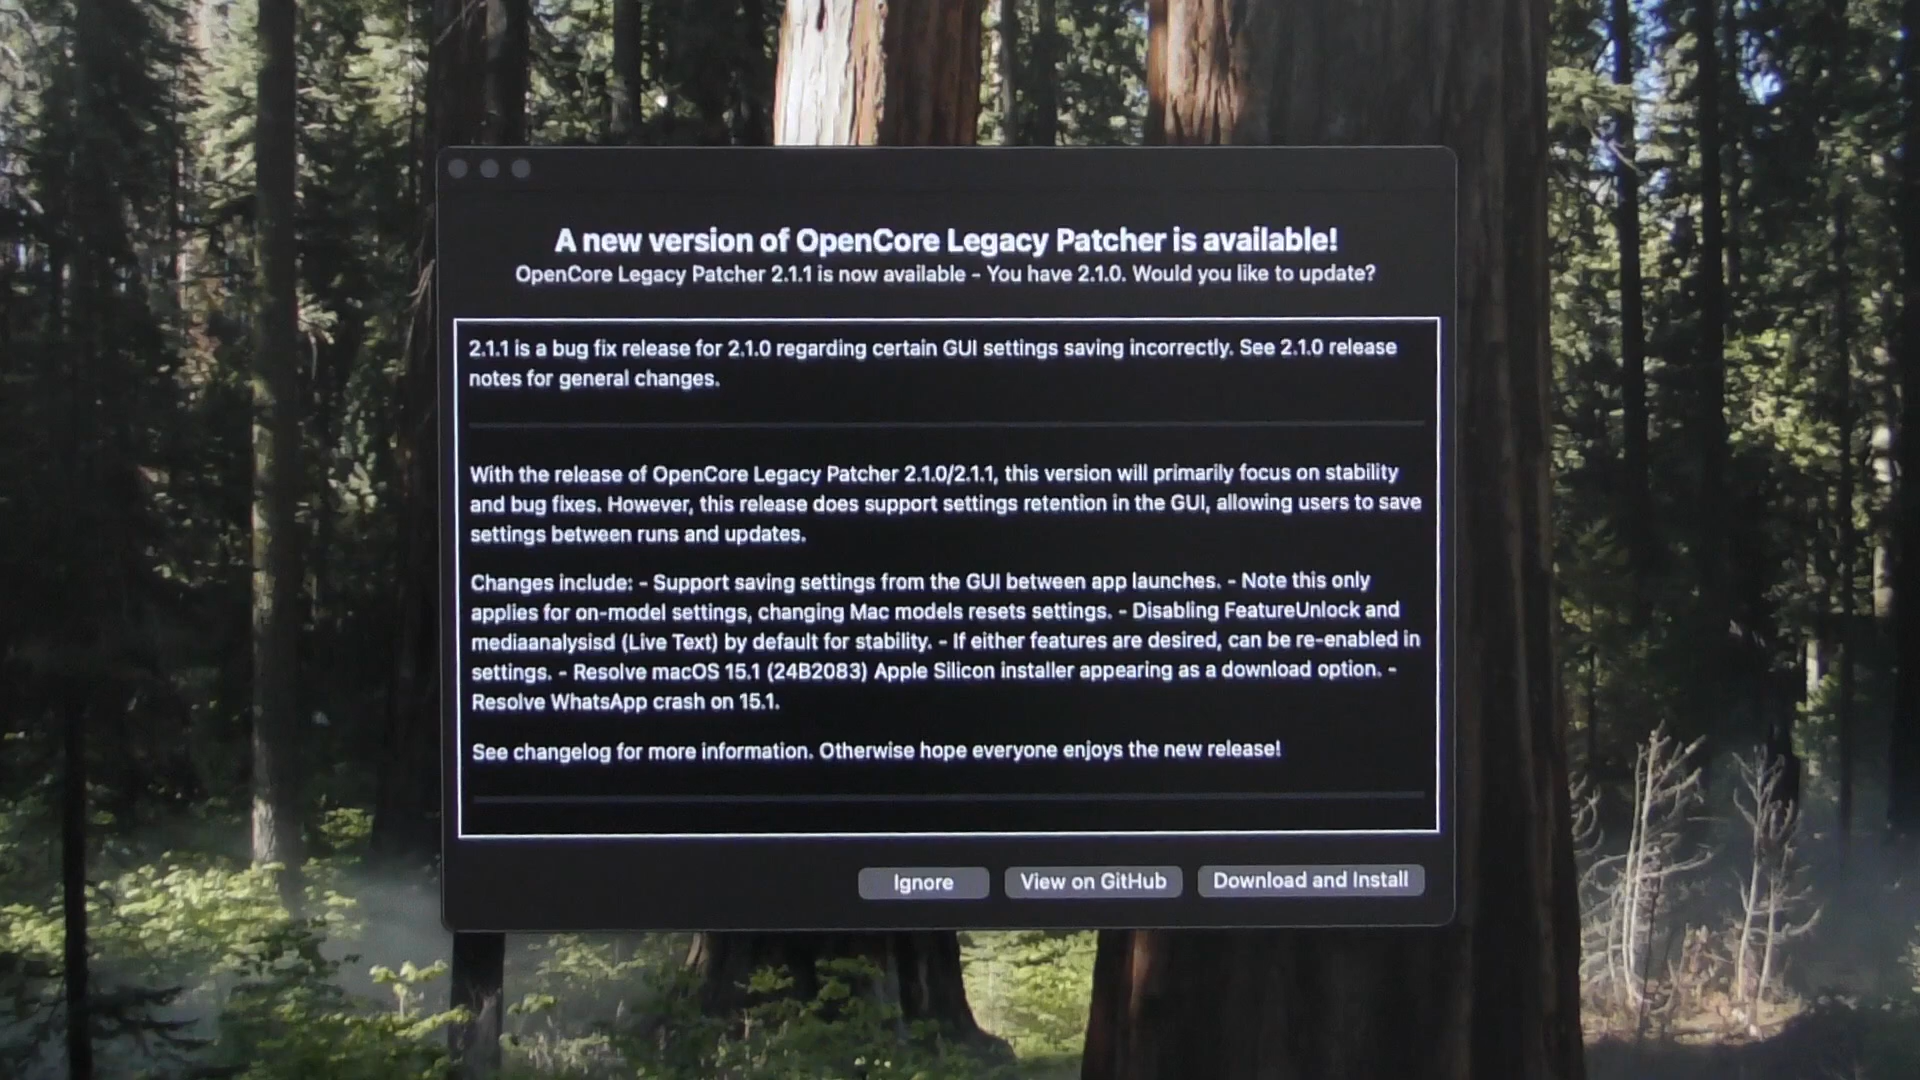 A new version of OpenCore Legacy Patcher is available!
OpenCore Legacy Patcher 2.1.1 is now available - You have 2.1.0. Would you like to update?
2.1.1 is a bug fix release for 2.1.0 regarding certain GUI settings saving incorrectly. See 2.1.0 release
notes for general changes.
With the release of OpenCore Legacy Patcher 2.1.0/2.1.1, this version will primarily focus on stability
and bug fixes. However, this release does support settings retention in the GUI, allowing users to save
settings between runs and updates.
Changes include: - Support saving settings from the GUI between app launches. - Note this only
applies for on-model settings, changing Mac models resets settings. - Disabling FeatureUnlock and
mediaanalysisd (Live Text) by default for stability. - If either features are desired, can be re-enabled in
settings. - Resolve macOS 15.1 (24B2083) Apple Silicon installer appearing as a download option. -
Resolve WhatsApp crash on 15.1.
See changelog for more information. Otherwise hope everyone enjoys the new release!
Ignore
View on GitHub
Download and Install